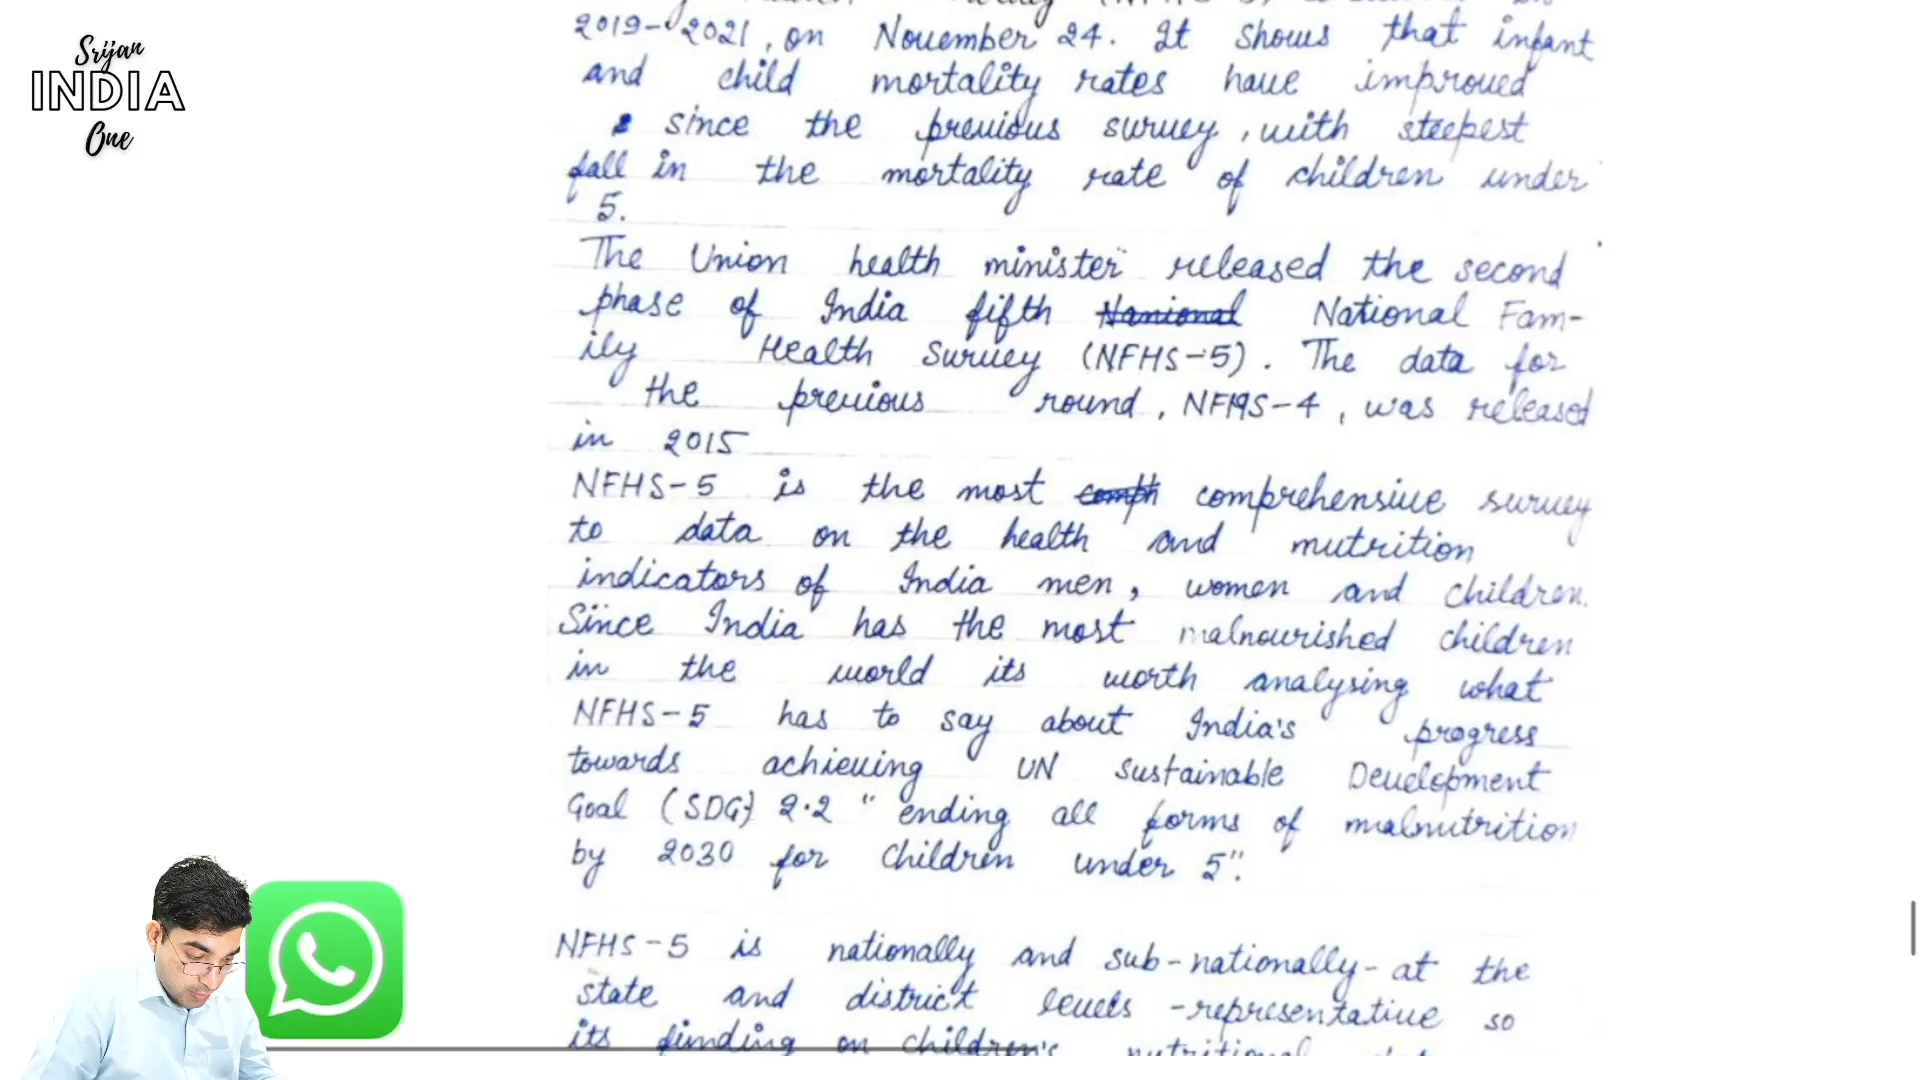 Srijan
INDIA
One
2019-2021, on November 24. It shows that infant
and child mortality rates have improved
since the previous survey, with steepest
fall in the mortality rate of children under
5.
The Union health minister released the second
phase of India fifth National Fam-
ily Health Survey (NFHS-5). The data for
the previous round, NFHS-4, was released
in 2015
NFHS-5 is the most comprehensive survey
to data on the health and mutrition
indicators of India men, women and children.
Since India has the most malnourished children
in the world its worth analysing what
NFHS-5 has to say about India's progress
towards achieving UN Sustainable Development
Goal (SDG) 2.2 " ending all forms of malnutrition
by 2030 for children under 5".
NFHS-5 is nationally and sub-nationally- at the
state and district levels -representative so
its finding on children's nutritional